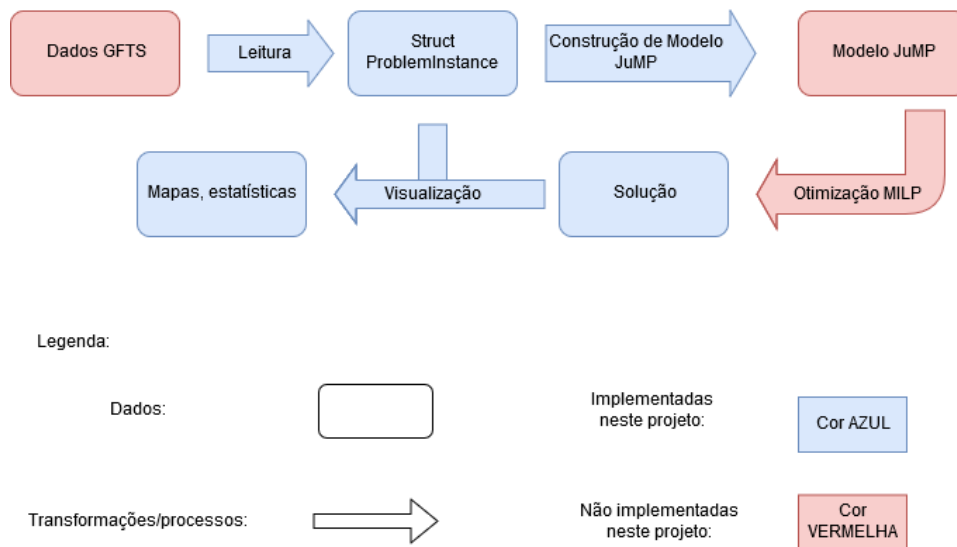 Dados GFTS
Leitura
Struct
ProblemInstance
Construção de Modelo
JuMP
Modelo JuMP
Mapas, estatísticas
Visualização
Solução
Otimização MILP
Legenda:
Dados:
Implementadas
neste projeto:
Cor AZUL
Transformações/processos:
Não implementadas
neste projeto:
Cor
VERMELHA